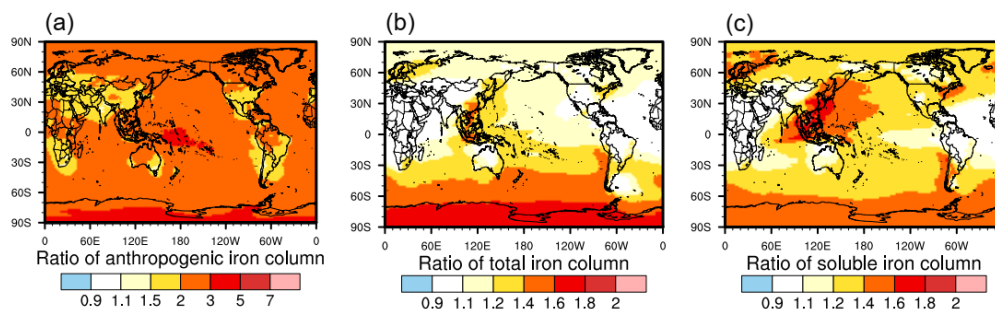 (a)
90N
60N
30N
0
30S
60S
90S
0 60E 120E 180 120W 60W 0
Ratio of anthropogenic iron column
0.9 1.1 1.5 2 3 5 7
(b)
90N
60N
30N
0
30S
60S
90S
0 60E 120E 180 120W 60W 0
Ratio of total iron column
0.9 1.1 1.2 1.4 1.6 1.8 2
(c)
90N
60N
30N
0
30S
60S
90S
0 60E 120E 180 120W 60W 0
Ratio of soluble iron column
0.9 1.1 1.2 1.4 1.6 1.8 2